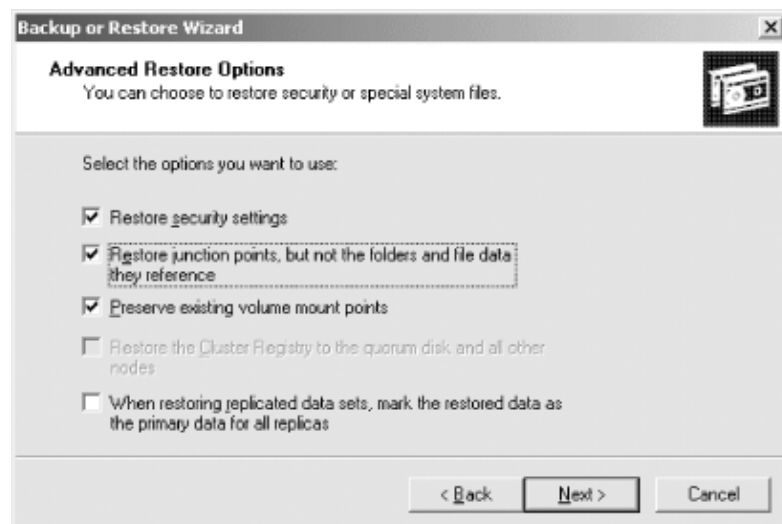 Backup or Restore Wizard
Advanced Restore Options
You can choose to restore security or special system files.
Select the options you want to use:
Restore security settings
Restore junction points, but not the folders and file data
they reference
Preserve existing volume mount points
Restore the Cluster Registry to the quorum disk and all other
nodes
When restoring replicated data sets, mark the restored data as
the primary data for all replicas
< Back Next > Cancel